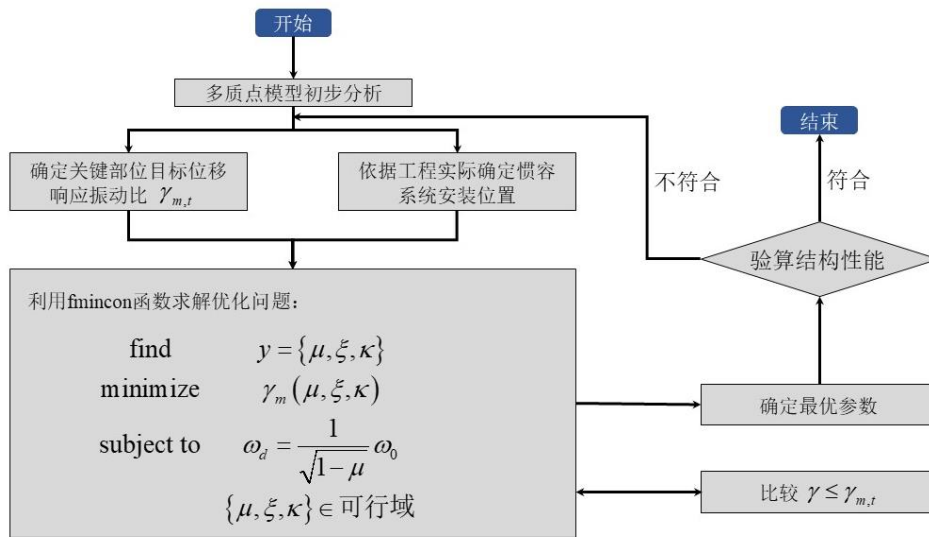 开始
多质点模型初步分析
确定关键部位目标位移
响应振动比 γ_{m,t}
依据工程实际确定惯容
系统安装位置
利用fmincon函数求解优化问题：
find y = {μ, ξ, κ}
minimize γ_m (μ, ξ, κ)
subject to ω_d = \frac{1}{\sqrt{1-μ}} ω_0
{μ, ξ, κ} ∈ 可行域
确定最优参数
比较 γ ≤ γ_{m,t}
验算结构性能
不符合
符合
结束